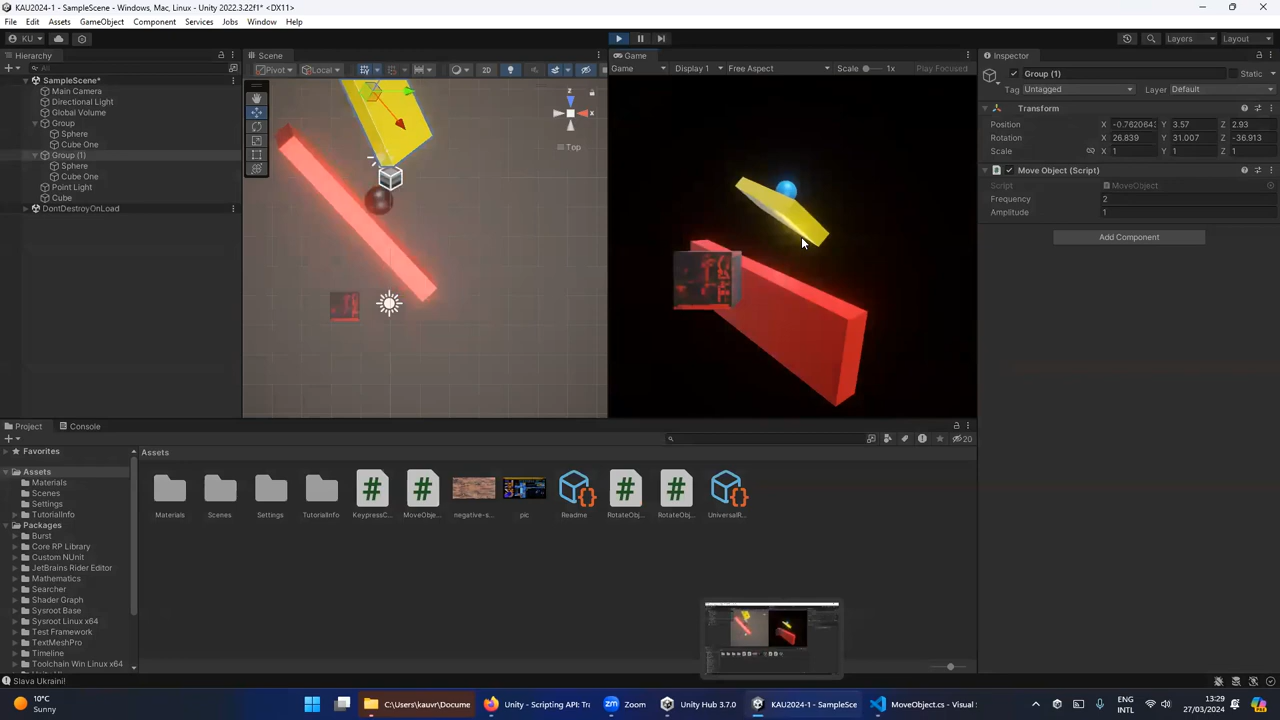 KAU2024-1 - SampleScene - Windows, Mac, Linux - Unity 2022.3.22f1* <DX11>
File Edit Assets GameObject Component Services Jobs Window Help
KU
Layers
Layout
Hierarchy
All
SampleScene*
Main Camera
Directional Light
Global Volume
Group
Sphere
Cube One
Group (1)
Sphere
Cube One
Point Light
Cube
DontDestroyOnLoad
Scene
Pivot
Local
2D
z
x
Top
Game
Game
Display 1
Free Aspect
Scale
1x
Play Focused
Inspector
Group (1)
Static
Tag Untagged
Layer Default
Transform
Position X -0.7620643 Y 3.57 Z 2.93
Rotation X 26.839 Y 31.007 Z -36.913
Scale X 1 Y 1 Z 1
Move Object (Script)
Script MoveObject
Frequency 2
Amplitude 1
Add Component
Project
Console
20
Favorites
Assets
Materials
Scenes
Settings
TutorialInfo
Packages
Burst
Core RP Library
Custom NUnit
JetBrains Rider Editor
Mathematics
Searcher
Shader Graph
Sysroot Base
Sysroot Linux x64
Test Framework
TextMeshPro
Timeline
Toolchain Win Linux x64
Assets
Materials
Scenes
Settings
TutorialInfo
KeypressC...
MoveObje...
negative-s...
pic
Readme
RotateObj...
RotateObj...
UniversalR...
Slava Ukraini!
10°C
Sunny
C:\Users\kauvr\Docume
Unity - Scripting API: Tra
Zoom
Unity Hub 3.7.0
KAU2024-1 - SampleSce
MoveObject.cs - Visual S
ENG
INTL
13:29
27/03/2024